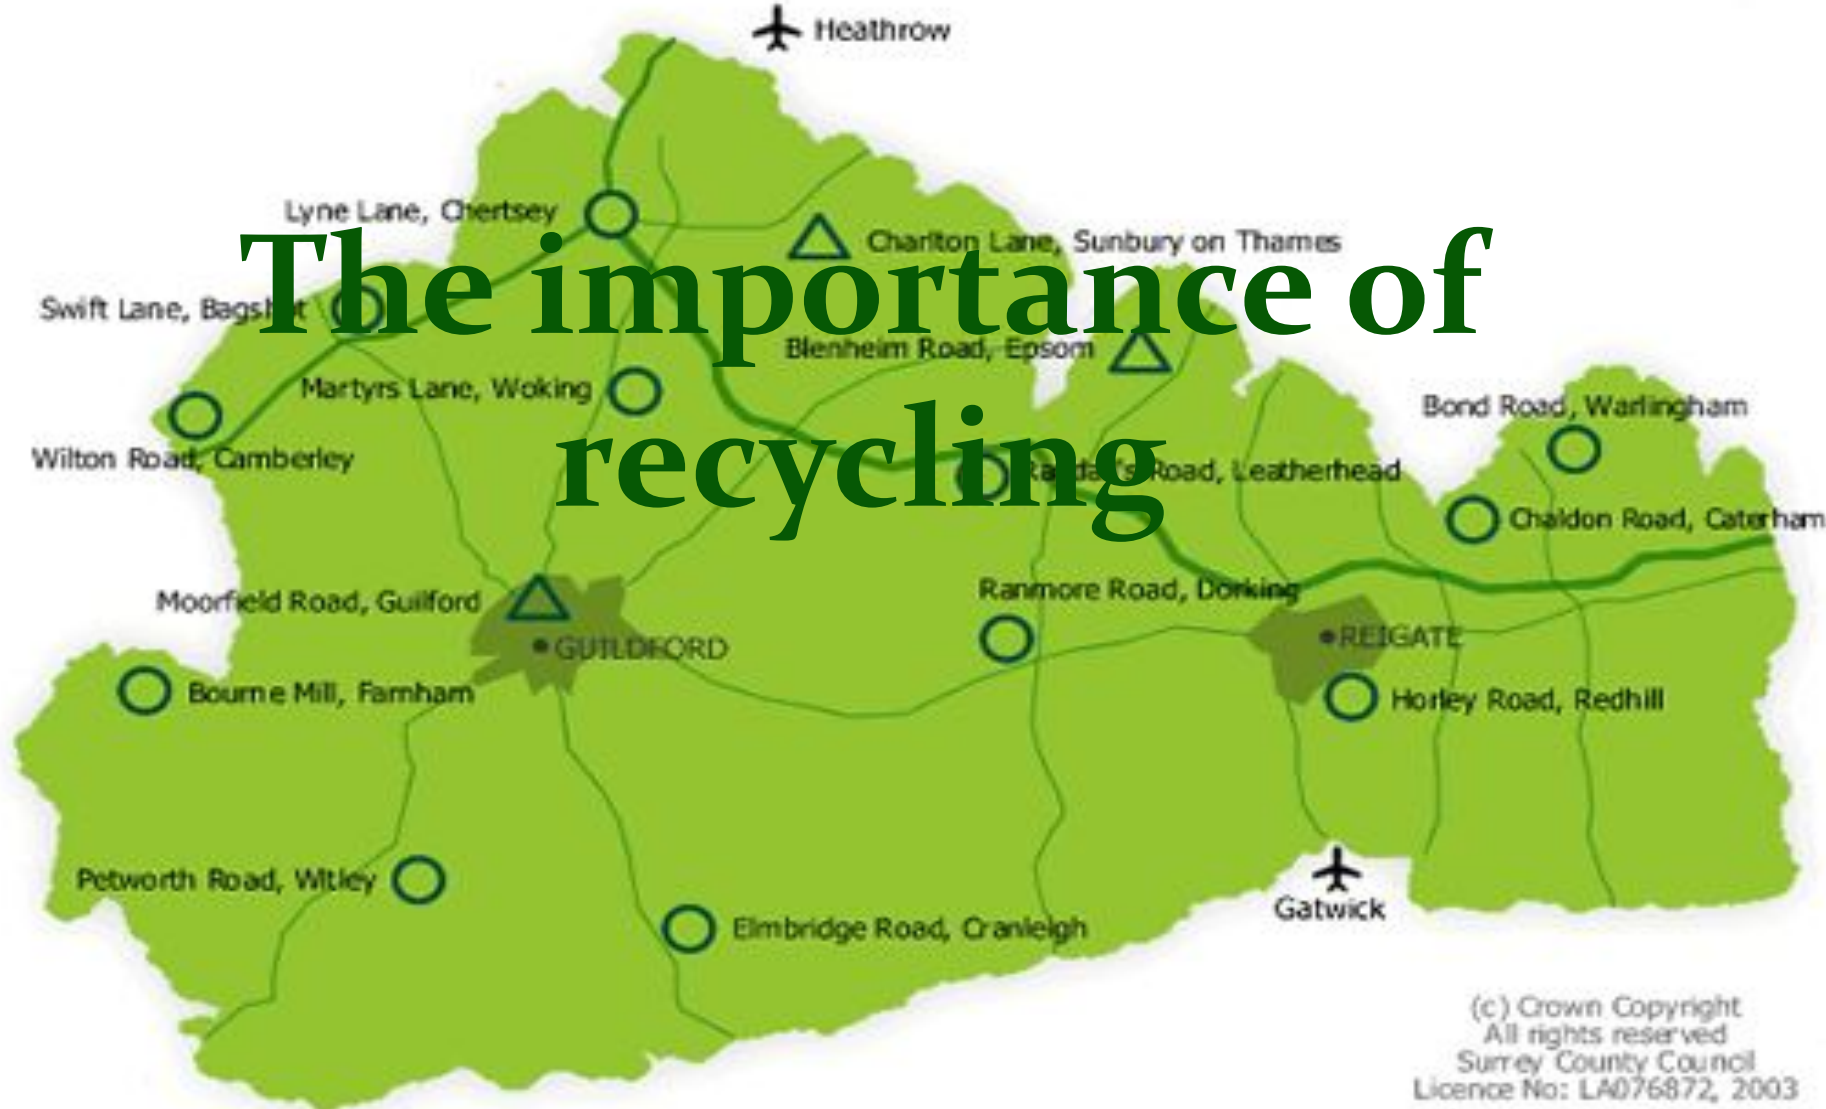 Heathrow
Lyne Lane, Chertsey
Charlton Lane, Sunbury on Thames
The importance of
Swift Lane, Bagshot
Blenheim Road, Epsom
Martyrs Lane, Woking
Bond Road, Warlingham
recycling
Wilton Road, Camberley
Randall's Road, Leatherhead
Chaldon Road, Caterham
Ranmore Road, Dorking
Moorfield Road, Guilford
GUILDFORD
REIGATE
Bourne Mill, Farnham
Horley Road, Redhill
Petworth Road, Witley
Gatwick
Elmbridge Road, Cranleigh
(c) Crown Copyright
All rights reserved
Surrey County Council
Licence No: LA076872, 2003